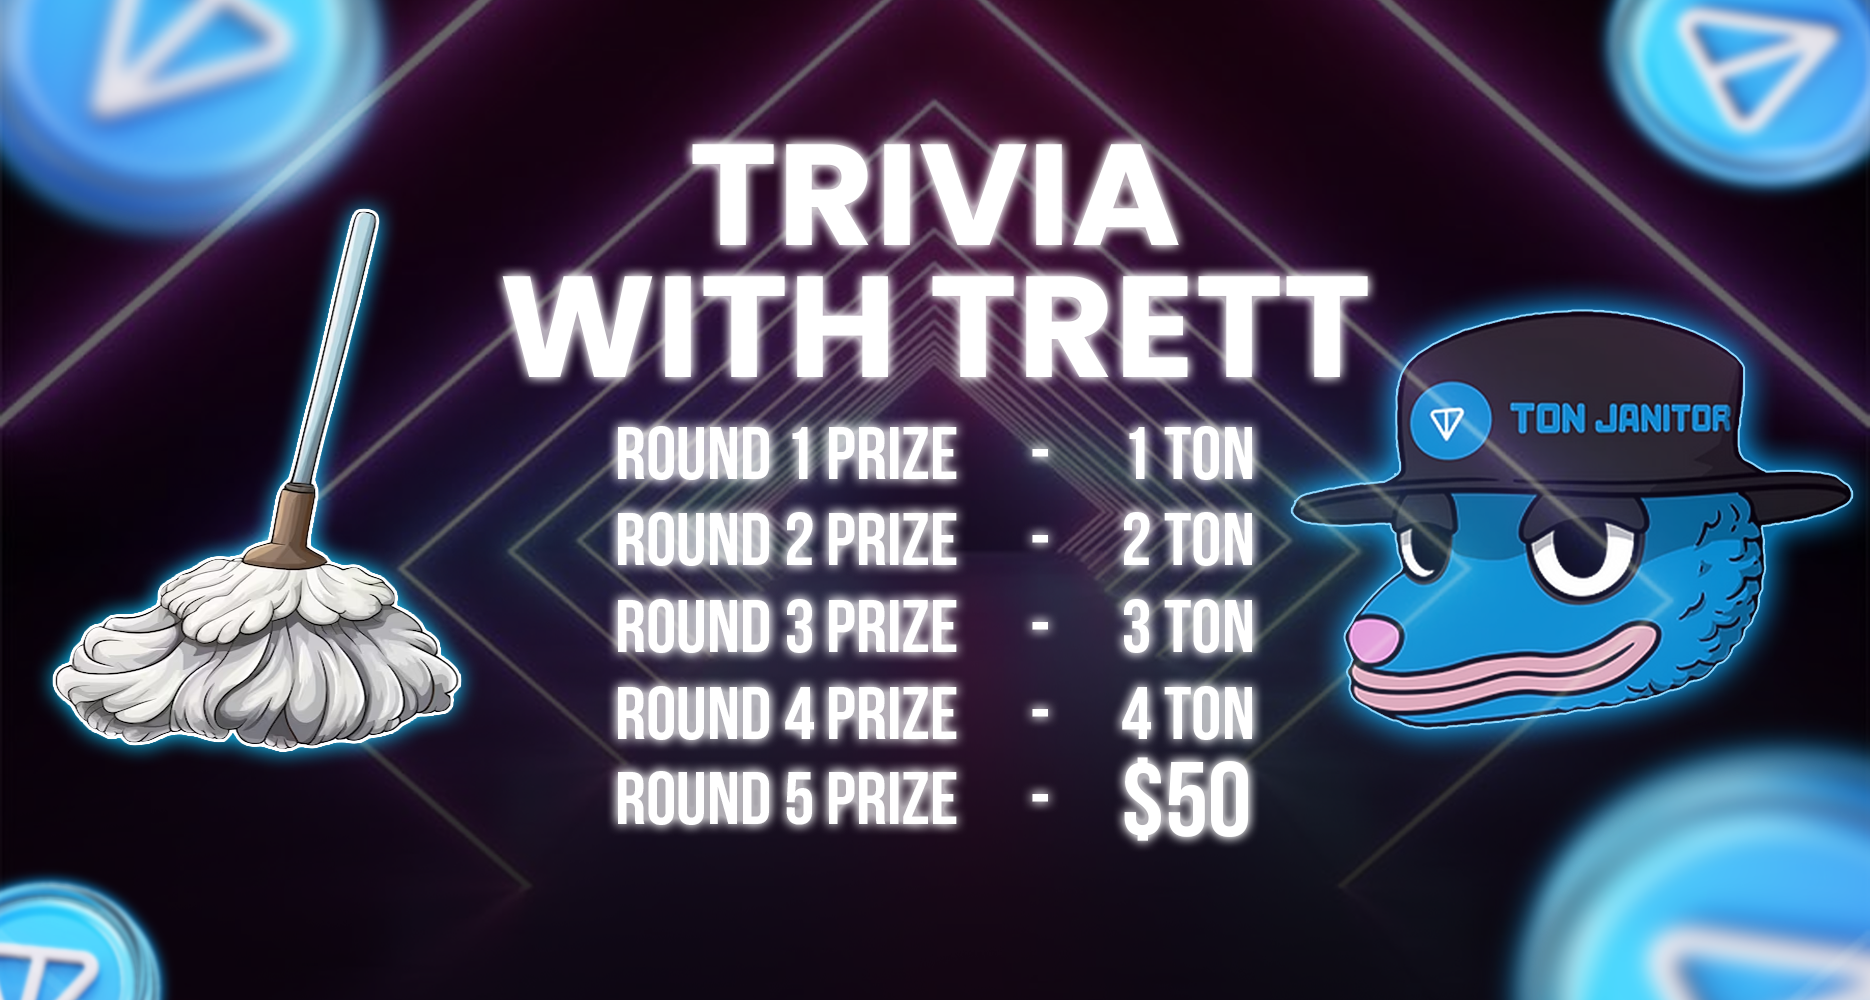 TRIVIA
WITH TRETT
ROUND 1 PRIZE - 1 TON
ROUND 2 PRIZE - 2 TON
ROUND 3 PRIZE - 3 TON
ROUND 4 PRIZE - 4 TON
ROUND 5 PRIZE - $50
TON JANITOR